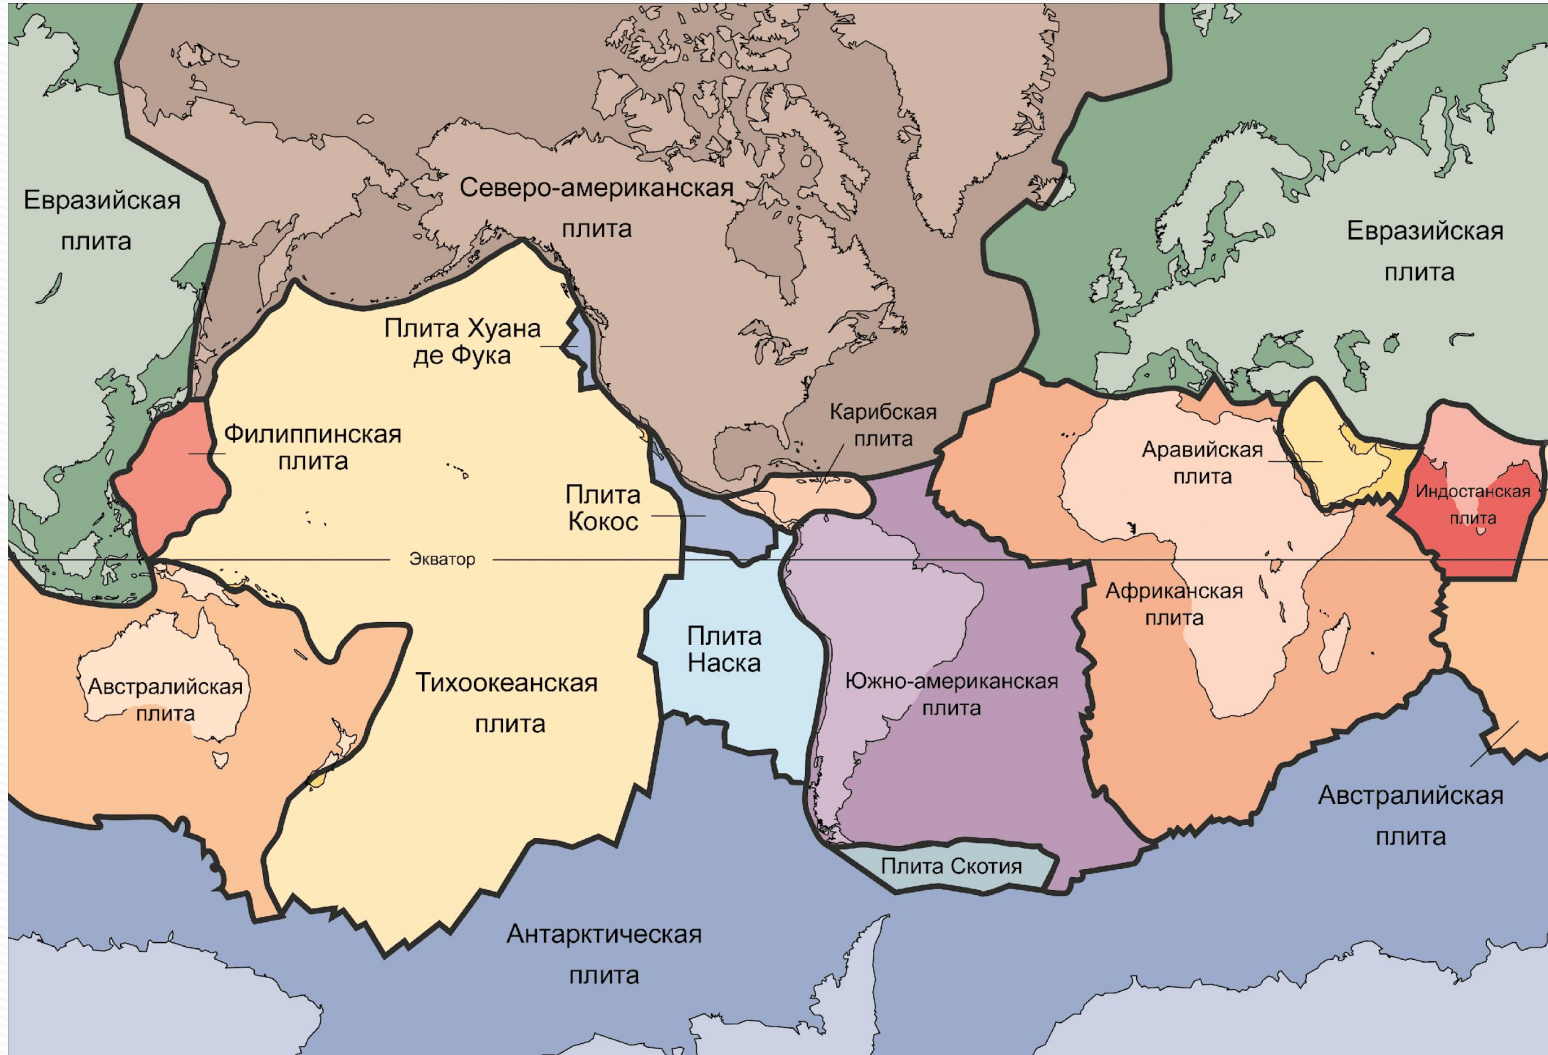 Евразийская
плита
Северо-американская
плита
Евразийская
плита
Плита Хуана
де Фука
Карибская
плита
Филиппинская
плита
Аравийская
плита
Плита
Кокос
Индостанская
плита
Экватор
Африканская
плита
Плита
Наска
Австралийская
плита
Тихоокеанская
плита
Южно-американская
плита
Австралийская
плита
Плита Скотия
Антарктическая
плита